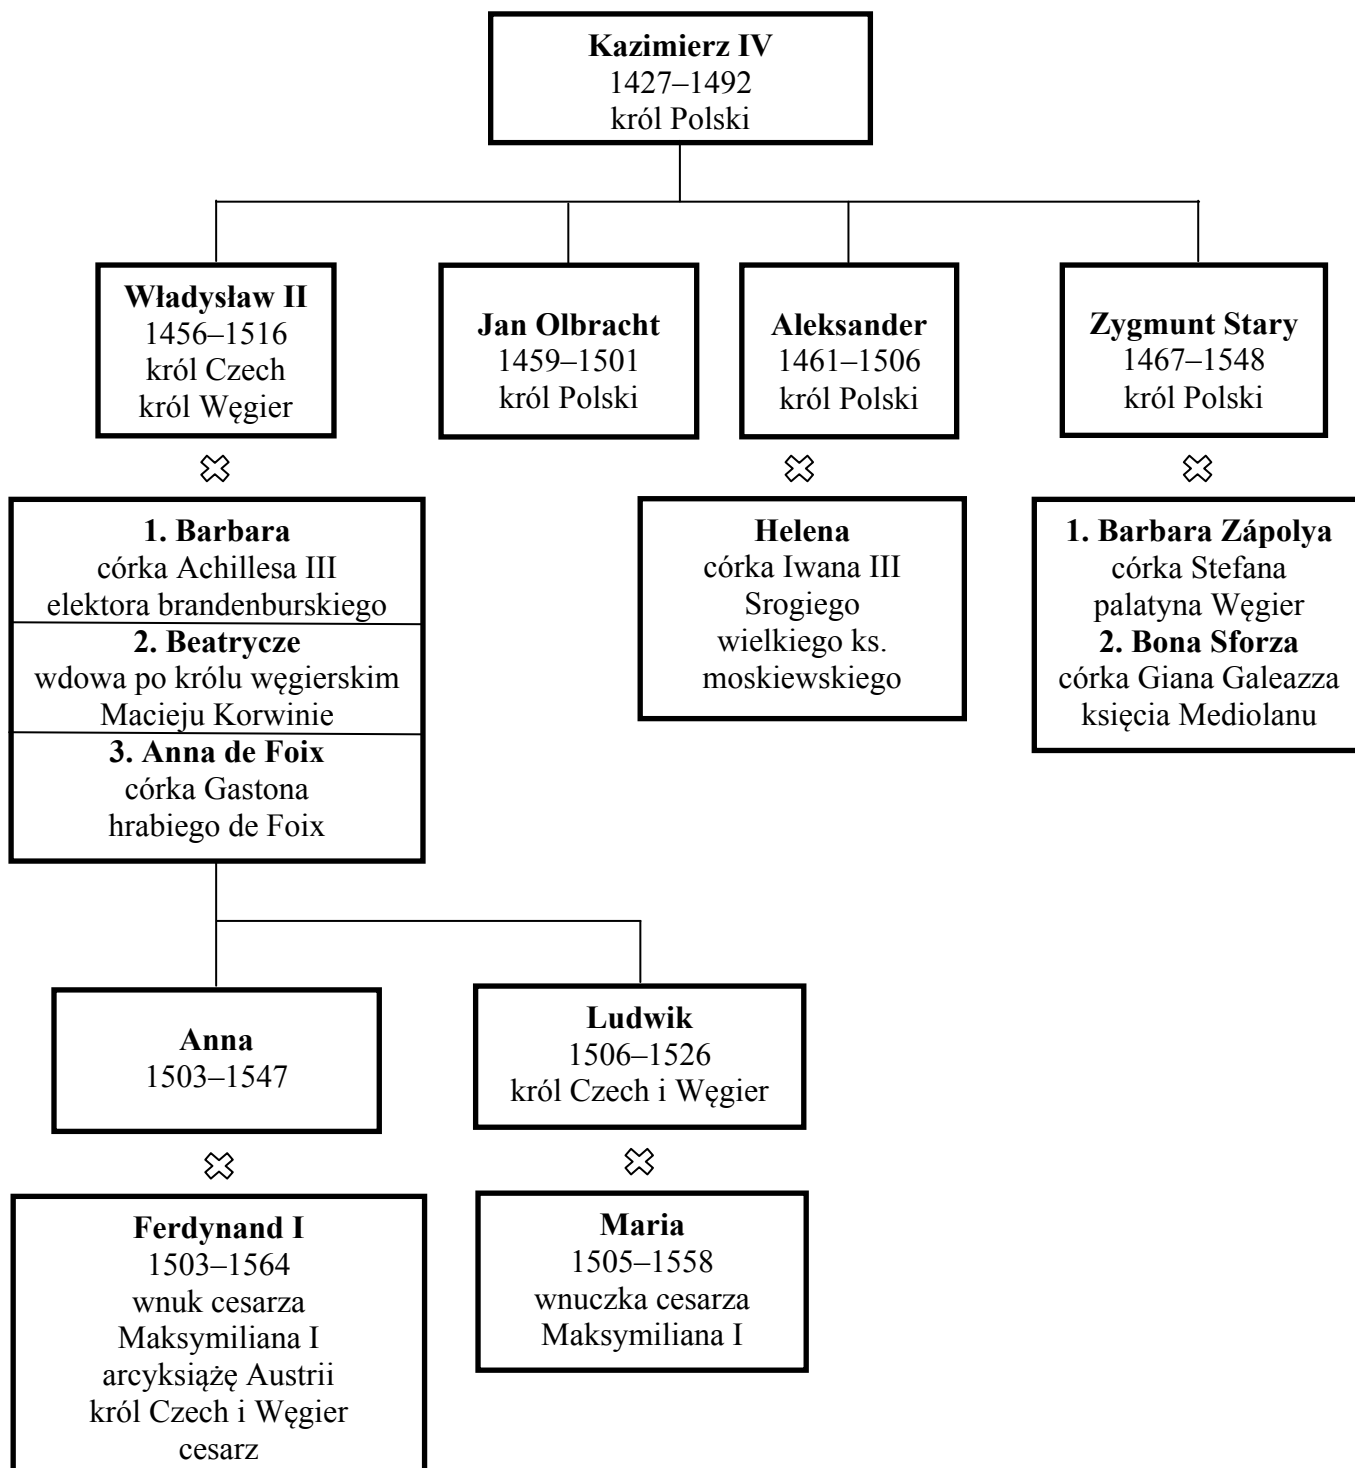 Kazimierz IV
1427–1492
król Polski
Władysław II
1456–1516
król Czech
król Węgier
Jan Olbracht
1459–1501
król Polski
Aleksander
1461–1506
król Polski
Zygmunt Stary
1467–1548
król Polski
1. Barbara
córka Achillesa III
elektora brandenburskiego
2. Beatrycze
wdowa po królu węgierskim
Macieju Korwinie
3. Anna de Foix
córka Gastona
hrabiego de Foix
Helena
córka Iwana III
Srogiego
wielkiego ks.
moskiewskiego
1. Barbara Zápolya
córka Stefana
palatyna Węgier
2. Bona Sforza
córka Giana Galeazza
księcia Mediolanu
Anna
1503–1547
Ludwik
1506–1526
król Czech i Węgier
Ferdynand I
1503–1564
wnuk cesarza
Maksymiliana I
arcyksiążę Austrii
król Czech i Węgier
cesarz
Maria
1505–1558
wnuczka cesarza
Maksymiliana I